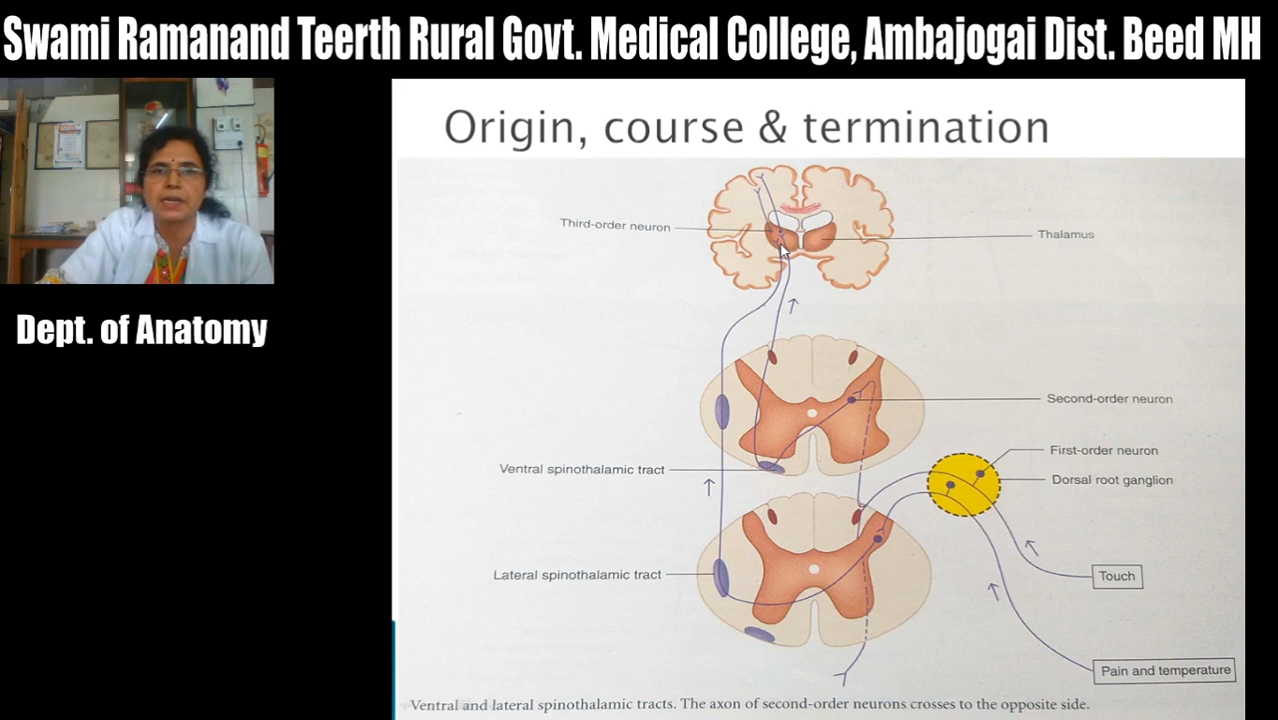 Swami Ramanand Teerth Rural Govt. Medical College, Ambajogai Dist. Beed MH
Dept. of Anatomy
Origin, course & termination
Third-order neuron
Thalamus
Second-order neuron
First-order neuron
Ventral spinothalamic tract
Dorsal root ganglion
Lateral spinothalamic tract
Touch
Pain and temperature
Ventral and lateral spinothalamic tracts. The axon of second-order neurons crosses to the opposite side.